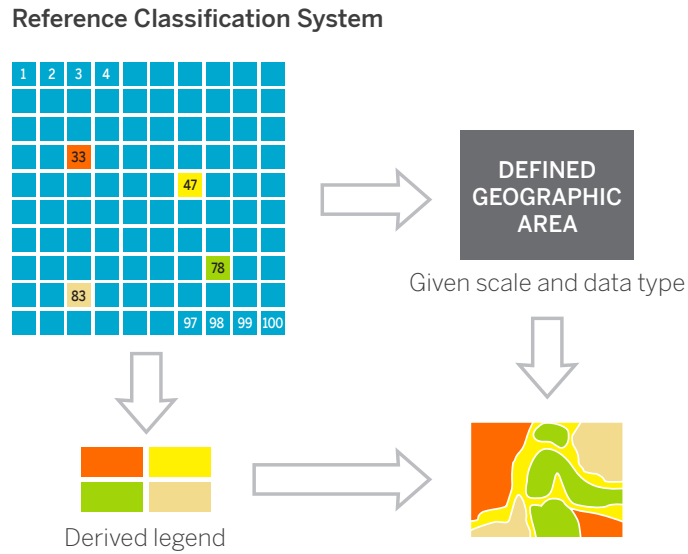 Reference Classification System
1 2 3 4
33
47
78
83
97 98 99 100
DEFINED
GEOGRAPHIC
AREA
Given scale and data type
Derived legend